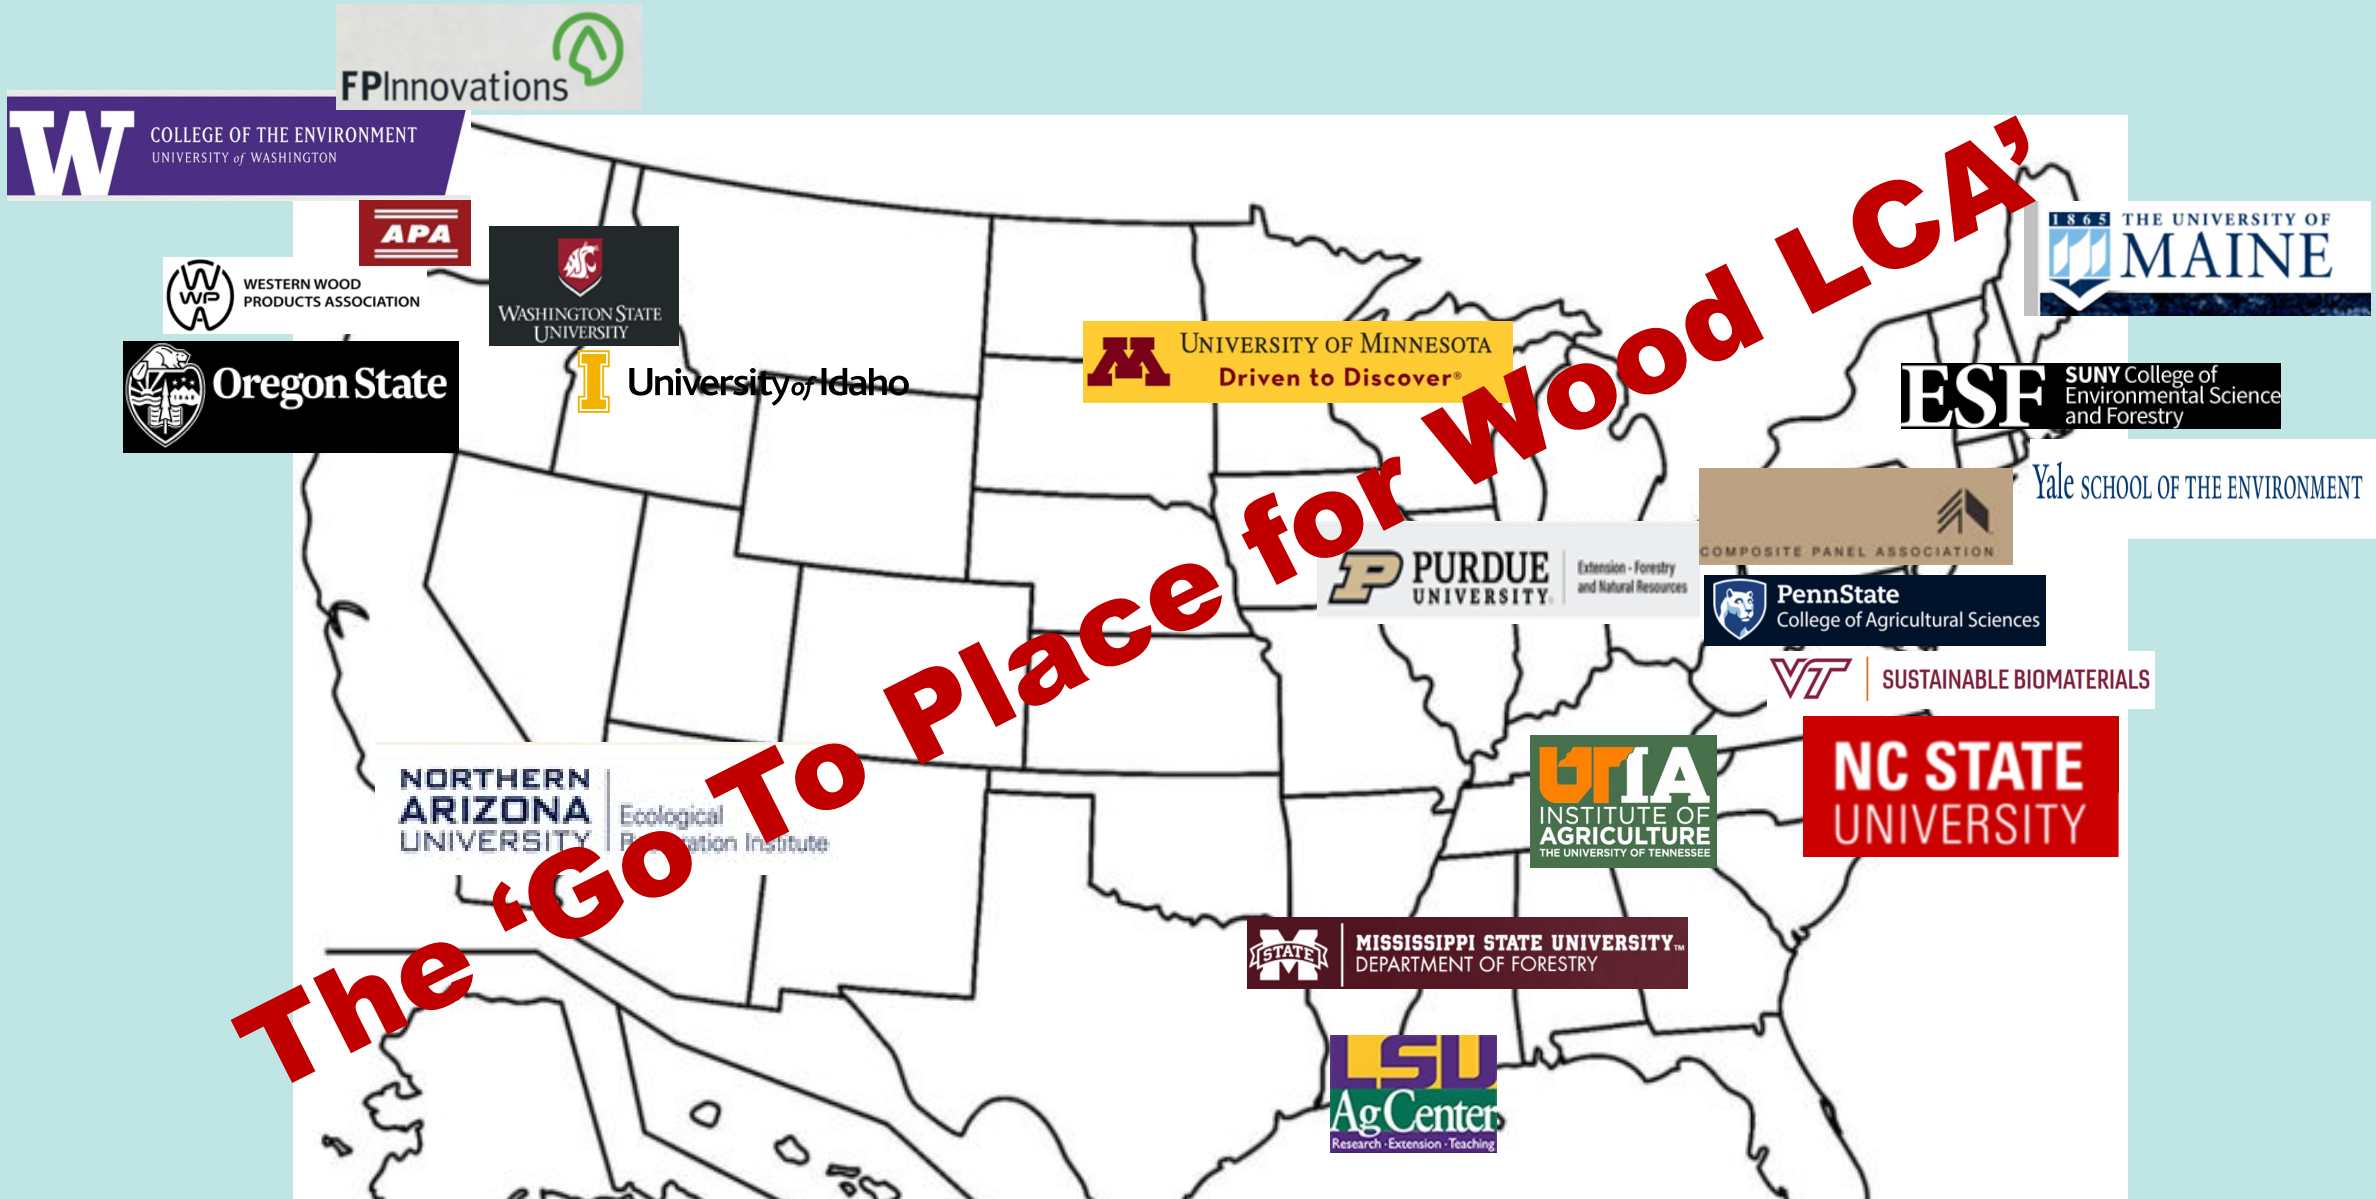 FPInnovations
W
COLLEGE OF THE ENVIRONMENT
UNIVERSITY of WASHINGTON
APA
WWPA
WESTERN WOOD
PRODUCTS ASSOCIATION
WASHINGTON STATE
UNIVERSITY
Oregon State
I
University of Idaho
M
UNIVERSITY OF MINNESOTA
Driven to Discover®
1865
THE UNIVERSITY OF
MAINE
ESF
SUNY College of
Environmental Science
and Forestry
Yale SCHOOL OF THE ENVIRONMENT
COMPOSITE PANEL ASSOCIATION
P
PURDUE
UNIVERSITY
Extension - Forestry
and Natural Resources
PennState
College of Agricultural Sciences
VT
SUSTAINABLE BIOMATERIALS
NC STATE
UNIVERSITY
UTIA
INSTITUTE OF
AGRICULTURE
THE UNIVERSITY OF TENNESSEE
NORTHERN
ARIZONA
UNIVERSITY
Ecological
Institute
M
STATE
MISSISSIPPI STATE UNIVERSITY™
DEPARTMENT OF FORESTRY
LSU
AgCenter
Research · Extension · Teaching
The ‘Go To Place for Wood LCA’